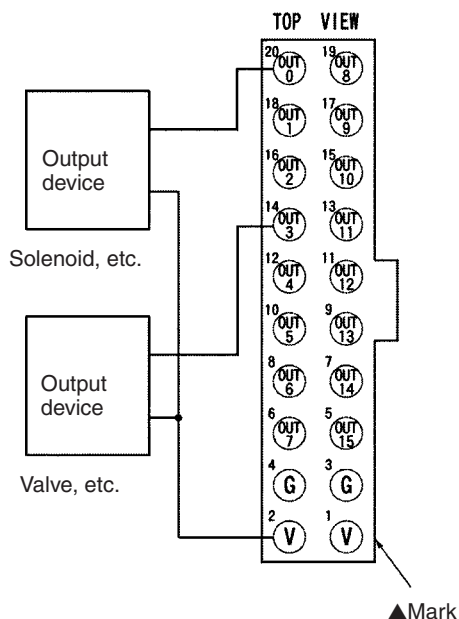 TOP VIEW
20 OUT 0 19 OUT 8
18 OUT 1 17 OUT 9
16 OUT 2 15 OUT 10
14 OUT 3 13 OUT 11
12 OUT 4 11 OUT 12
10 OUT 5 9 OUT 13
8 OUT 6 7 OUT 14
6 OUT 7 5 OUT 15
4 G 3 G
2 V 1 V
Output
device
Solenoid, etc.
Output
device
Valve, etc.
▲Mark